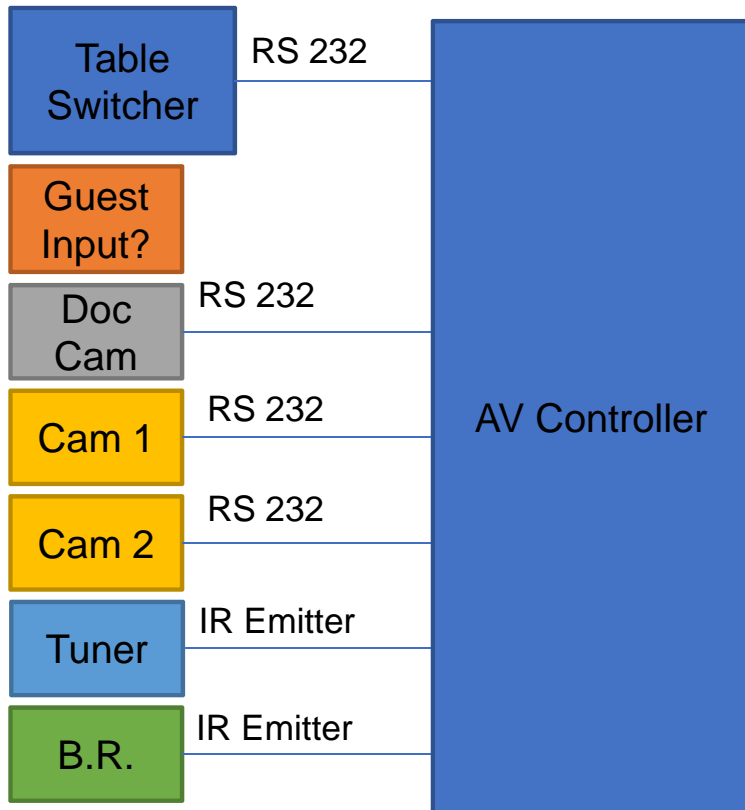 Table
Switcher
RS 232
Guest
Input?
Doc
Cam
RS 232
Cam 1
RS 232
AV Controller
Cam 2
RS 232
Tuner
IR Emitter
B.R.
IR Emitter